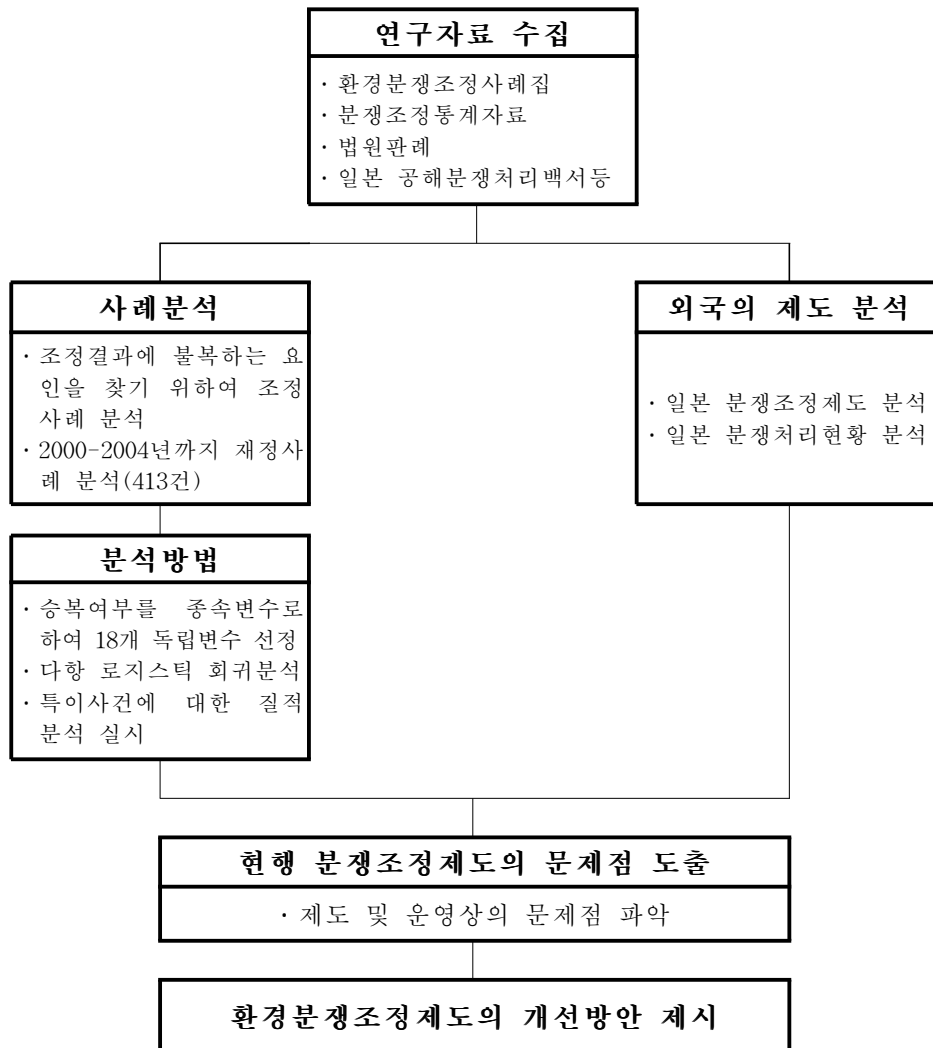 연구자료 수집
· 환경분쟁조정사례집
· 분쟁조정통계자료
· 법원판례
· 일본 공해분쟁처리백서등
사례분석
· 조정결과에 불복하는 요
인을 찾기 위하여 조정
사례 분석
· 2000-2004년까지 재정사
례 분석(413건)
외국의 제도 분석
· 일본 분쟁조정제도 분석
· 일본 분쟁처리현황 분석
분석방법
· 승복여부를 종속변수로
하여 18개 독립변수 선정
· 다항 로지스틱 회귀분석
· 특이사건에 대한 질적
분석 실시
현행 분쟁조정제도의 문제점 도출
· 제도 및 운영상의 문제점 파악
환경분쟁조정제도의 개선방안 제시